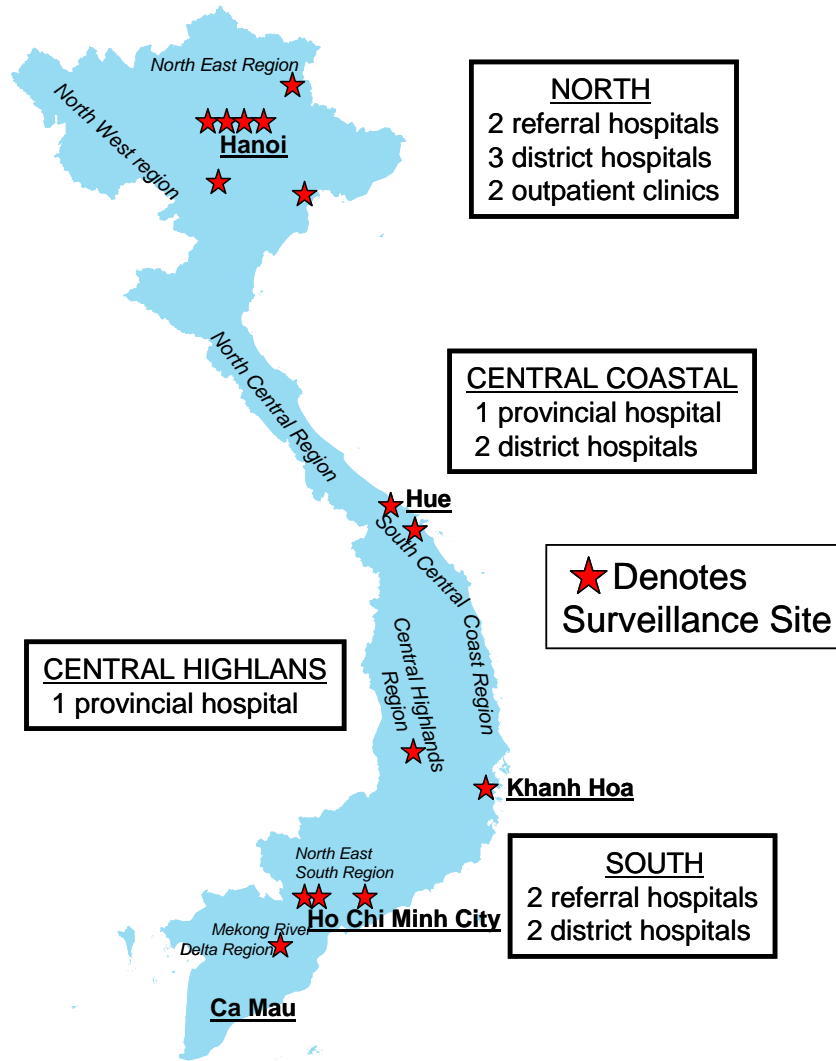 North East Region
North West region
Hanoi
NORTH
2 referral hospitals
3 district hospitals
2 outpatient clinics
North Central Region
CENTRAL COASTAL
1 provincial hospital
2 district hospitals
Hue
South Central
Coast Region
Denotes
Surveillance Site
CENTRAL HIGHLANS
1 provincial hospital
Central Highlands
Region
Khanh Hoa
North East
South Region
SOUTH
2 referral hospitals
2 district hospitals
Ho Chi Minh City
Mekong River
Delta Region
Ca Mau